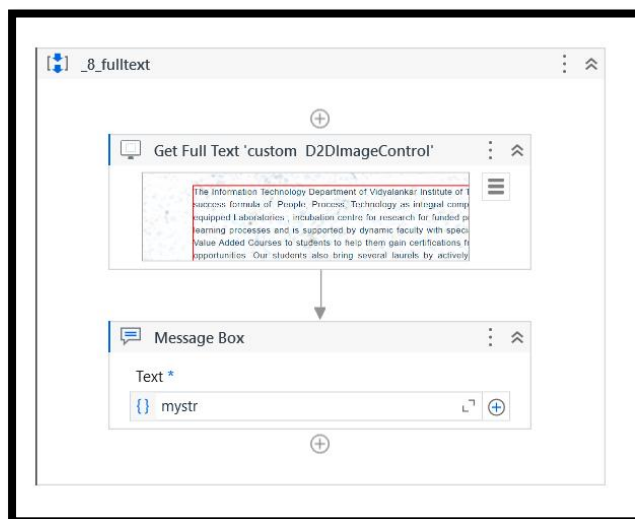 _8_fulltext
Get Full Text 'custom D2DImageControl'
The Information Technology Department of Vidyalankar Institute of
success formula of People Process, Technology as integral comp
equipped Laboratories , incubation centre for research for funded p
learning processes and is supported by dynamic faculty with speci
Value Added Courses to students to help them gain certifications
opportunities Our students also bring several laurels by actively
Message Box
Text *
{} mystr